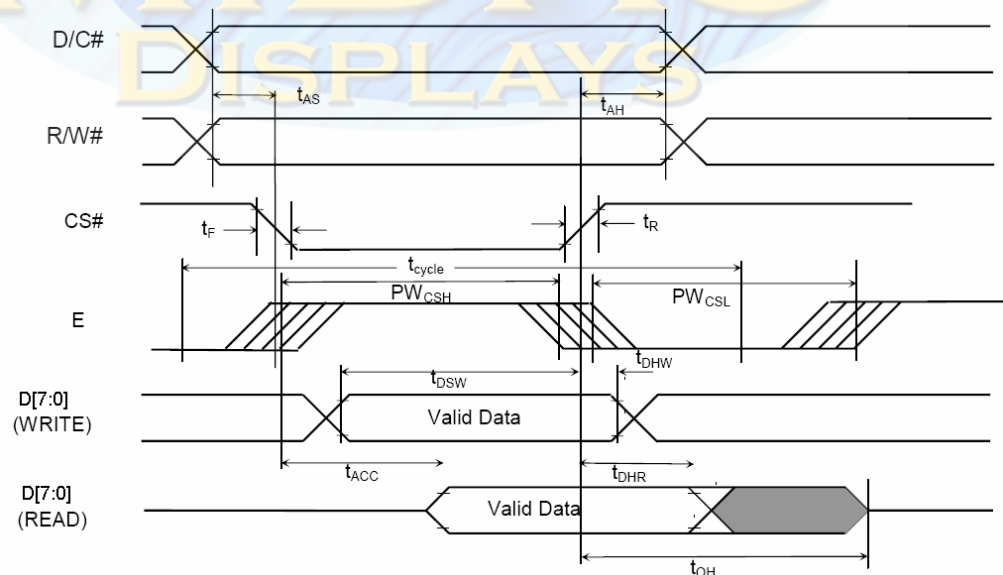 D/C#
DISPLAYS
tAS
tAH
R/W#
CS#
tF
tR
tcycle
PWCSH
PWCSL
E
tDHW
tDSW
D[7:0]
(WRITE)
Valid Data
tACC
tDHR
D[7:0]
(READ)
Valid Data
tOH